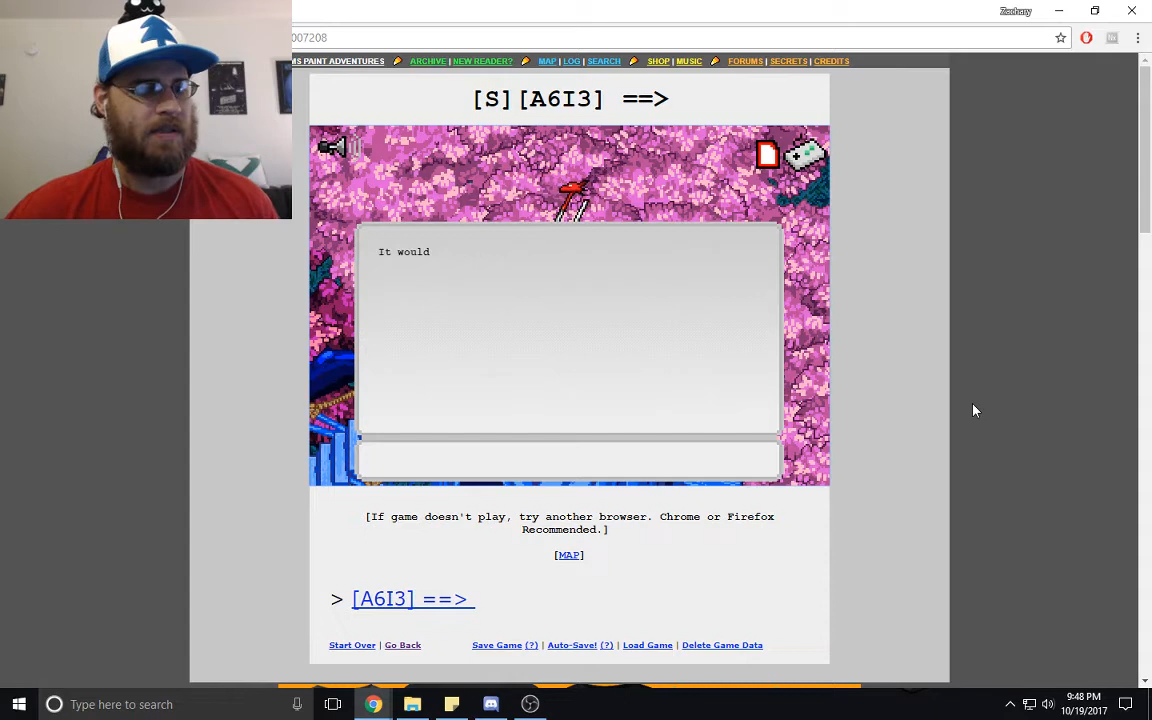 Zachary
007208
MS PAINT ADVENTURES ARCHIVE | NEW READER? MAP | LOG | SEARCH SHOP | MUSIC FORUMS | SECRETS | CREDITS
[S][A6I3] ==>
It would
[If game doesn't play, try another browser. Chrome or Firefox
Recommended.]
[MAP]
> [A6I3] ==>
Start Over | Go Back Save Game (?) | Auto-Save! (?) | Load Game | Delete Game Data
Type here to search
9:48 PM
10/19/2017